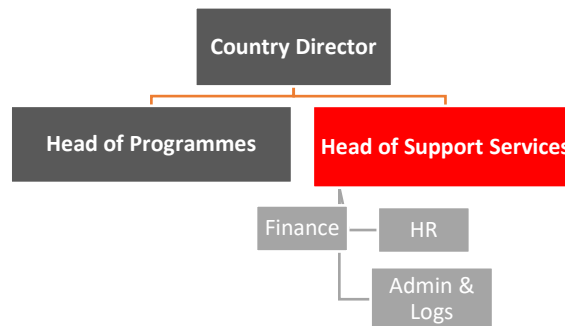 Country Director
Head of Programmes
Head of Support Services
Finance
HR
Admin &
Logs